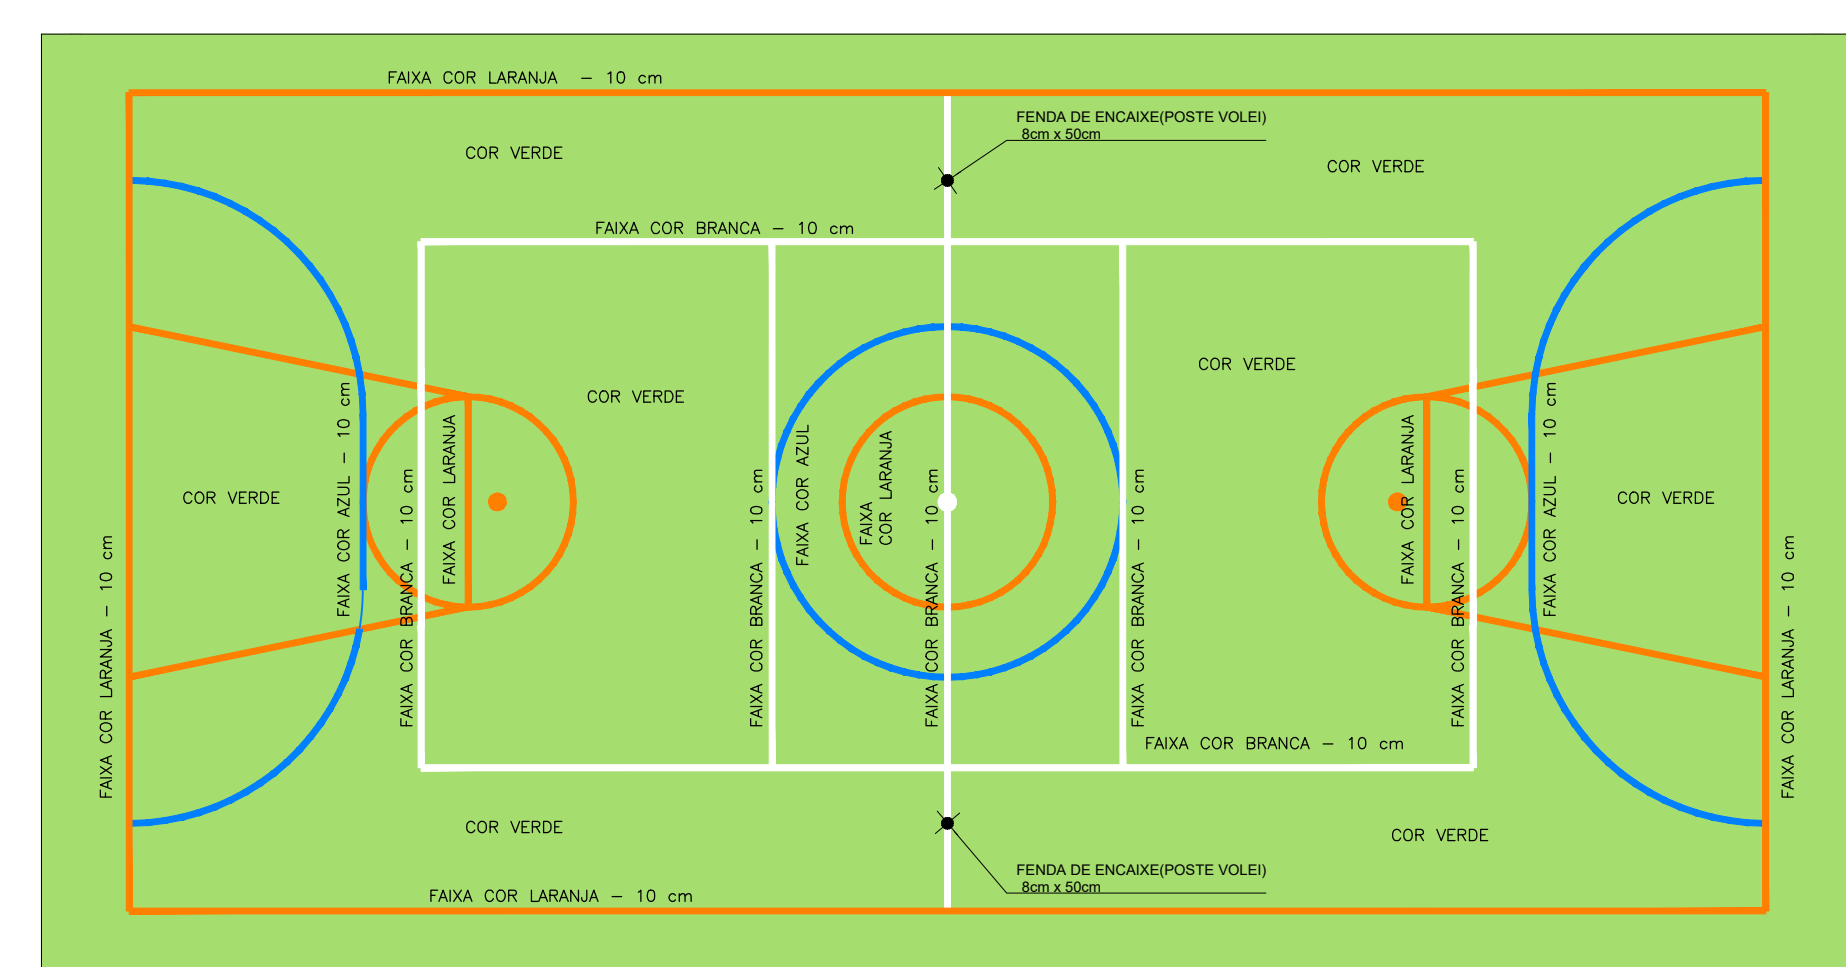 FAIXA COR LARANJA – 10 cm
FENDA DE ENCAIXE(POSTE VOLEI)
8cm x 50cm
COR VERDE
COR VERDE
FAIXA COR BRANCA – 10 cm
COR VERDE
COR VERDE
COR VERDE
COR VERDE
FAIXA COR LARANJA – 10 cm
FAIXA COR AZUL – 10 cm
FAIXA COR BRANCA – 10 cm
FAIXA COR LARANJA
FAIXA COR BRANCA – 10 cm
FAIXA COR AZUL
FAIXA
COR LARANJA
FAIXA COR BRANCA – 10 cm
FAIXA COR BRANCA – 10 cm
FAIXA COR LARANJA
FAIXA COR BRANCA – 10 cm
FAIXA COR AZUL – 10 cm
FAIXA COR LARANJA – 10 cm
FAIXA COR BRANCA – 10 cm
COR VERDE
COR VERDE
FENDA DE ENCAIXE(POSTE VOLEI)
8cm x 50cm
FAIXA COR LARANJA – 10 cm